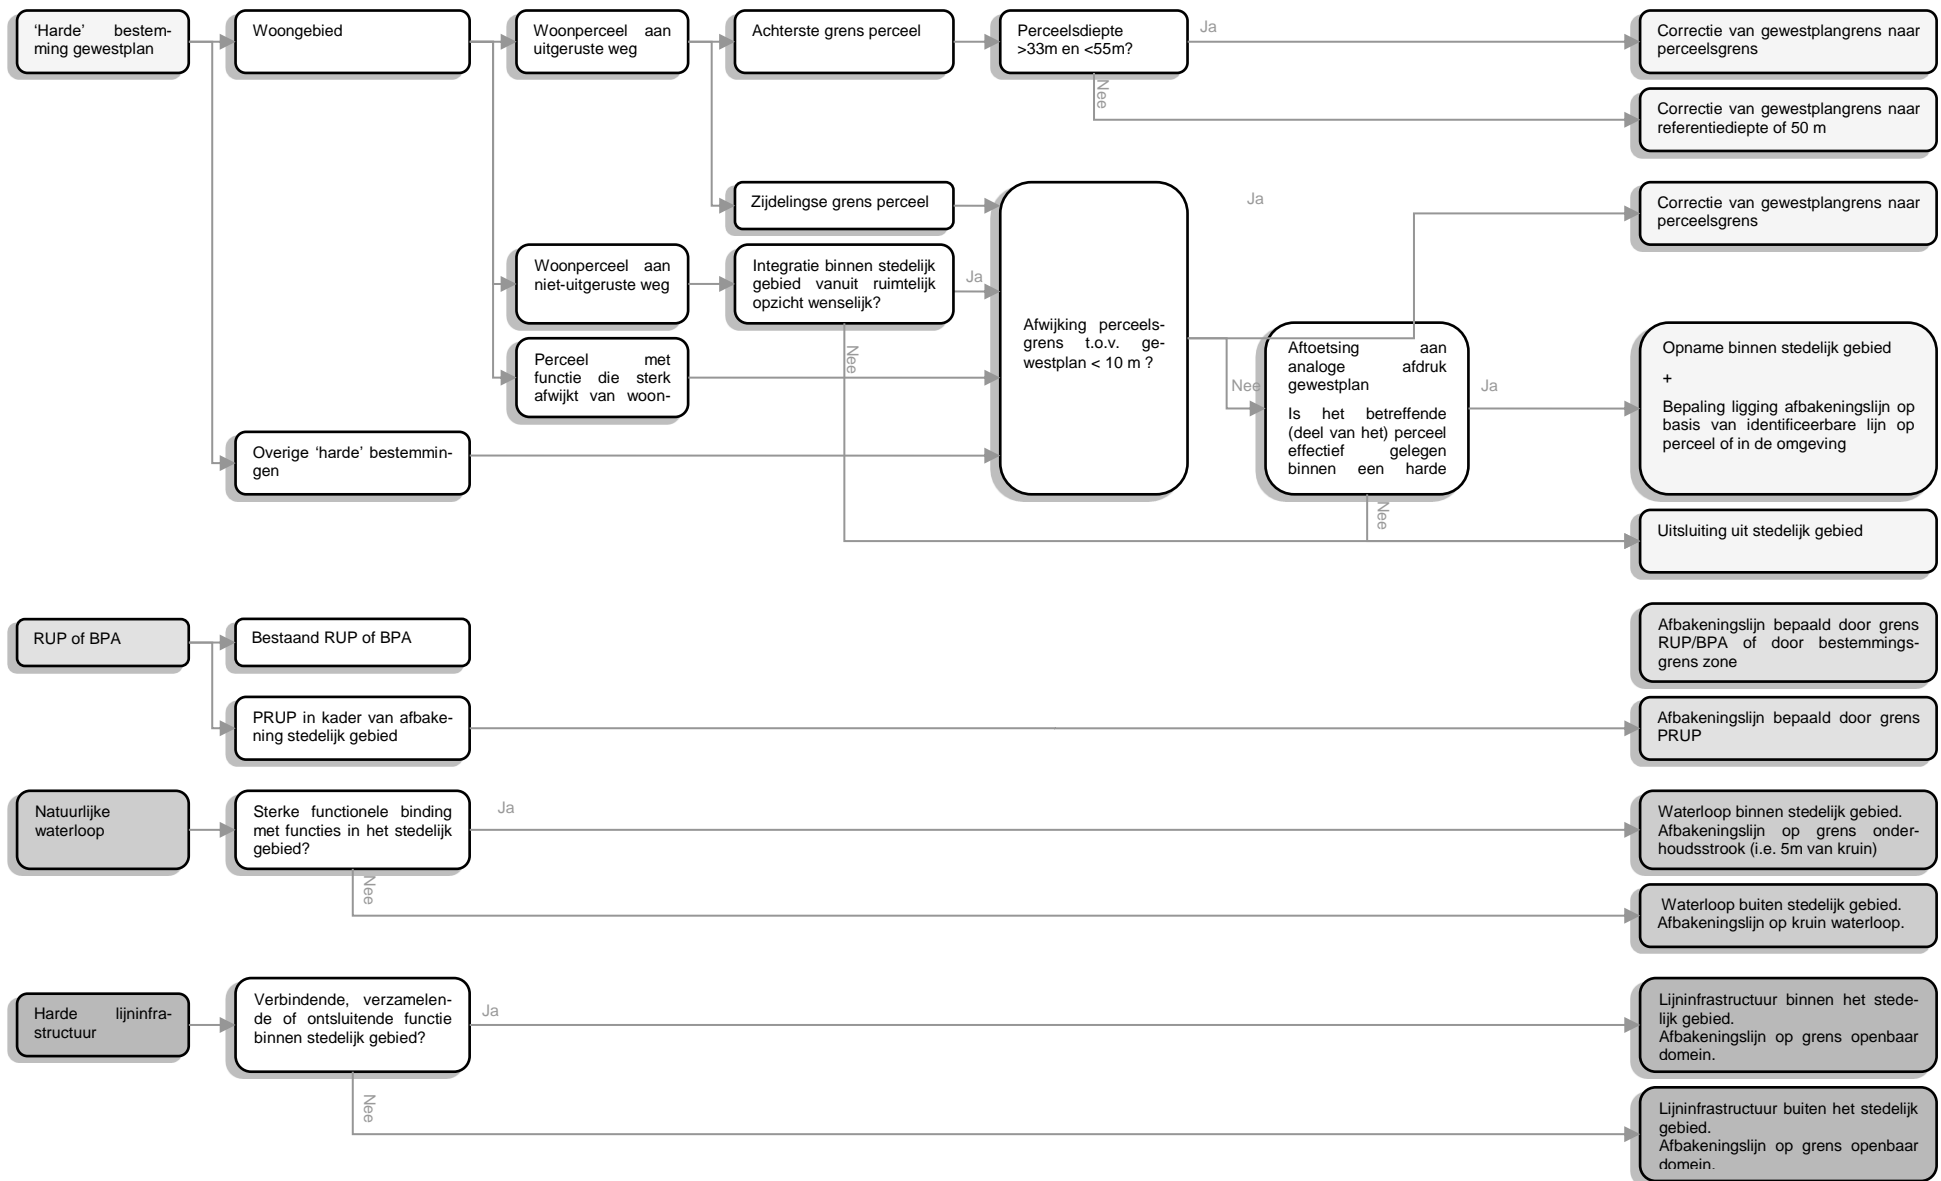 ‘Harde’ bestem-
ming gewestplan
Woongebied
Woonperceel aan
uitgeruste weg
Achterste grens perceel
Perceelsdiepte
>33m en <55m?
Ja
Nee
Correctie van gewestplangrens naar
perceelsgrens
Correctie van gewestplangrens naar
referentiediepte of 50 m
Zijdelingse grens perceel
Ja
Correctie van gewestplangrens naar
perceelsgrens
Woonperceel aan
niet-uitgeruste weg
Integratie binnen stedelijk
gebied vanuit ruimtelijk
opzicht wenselijk?
Ja
Nee
Perceel met
functie die sterk
afwijkt van woon-
Afwijking perceels-
grens t.o.v. ge-
westplan < 10 m ?
Nee
Aftoetsing aan
analoge afdruk
gewestplan
Is het betreffende
(deel van het) perceel
effectief gelegen
binnen een harde
Ja
Nee
Opname binnen stedelijk gebied
+
Bepaling ligging afbakeningslijn op
basis van identificeerbare lijn op
perceel of in de omgeving
Overige ‘harde’ bestemmin-
gen
Uitsluiting uit stedelijk gebied
RUP of BPA
Bestaand RUP of BPA
Afbakeningslijn bepaald door grens
RUP/BPA of door bestemmings-
grens zone
PRUP in kader van afbake-
ning stedelijk gebied
Afbakeningslijn bepaald door grens
PRUP
Natuurlijke
waterloop
Sterke functionele binding
met functies in het stedelijk
gebied?
Ja
Nee
Waterloop binnen stedelijk gebied.
Afbakeningslijn op grens onder-
houdsstrook (i.e. 5m van kruin)
Waterloop buiten stedelijk gebied.
Afbakeningslijn op kruin waterloop.
Harde lijninfra-
structuur
Verbindende, verzamelen-
de of ontsluitende functie
binnen stedelijk gebied?
Ja
Nee
Lijninfrastructuur binnen het stede-
lijk gebied.
Afbakeningslijn op grens openbaar
domein.
Lijninfrastructuur buiten het stedelijk
gebied.
Afbakeningslijn op grens openbaar
domein.